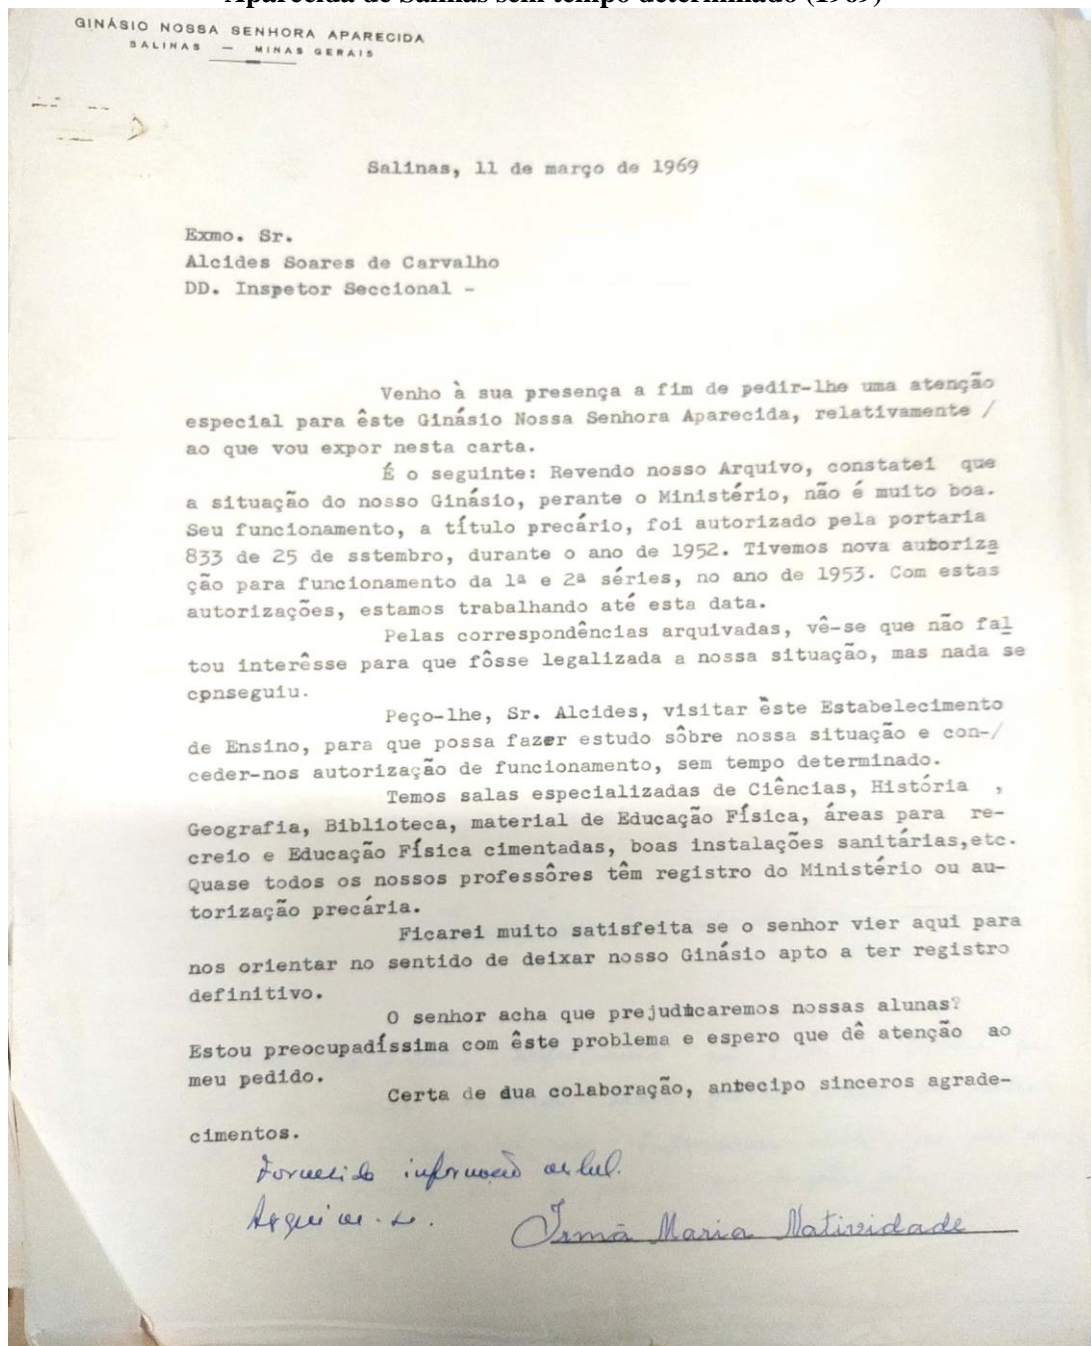 Aparecida de Salinas sem tempo determinado (1969)
GINÁSIO NOSSA SENHORA APARECIDA
SALINAS — MINAS GERAIS
Salinas, 11 de março de 1969
Exmo. Sr.
Alcides Soares de Carvalho
DD. Inspetor Seccional -
Venho à sua presença a fim de pedir-lhe uma atenção
especial para êste Ginásio Nossa Senhora Aparecida, relativamente /
ao que vou expor nesta carta.
É o seguinte: Revendo nosso Arquivo, constatei que
a situação do nosso Ginásio, perante o Ministério, não é muito boa.
Seu funcionamento, a título precário, foi autorizado pela portaria
833 de 25 de sstembro, durante o ano de 1952. Tivemos nova autoriza
ção para funcionamento da 1ª e 2ª séries, no ano de 1953. Com estas
autorizações, estamos trabalhando até esta data.
Pelas correspondências arquivadas, vê-se que não fal
tou interêsse para que fôsse legalizada a nossa situação, mas nada se
cpnseguiu.
Peço-lhe, Sr. Alcides, visitar êste Estabelecimento
de Ensino, para que possa fazer estudo sôbre nossa situação e con-/
ceder-nos autorização de funcionamento, sem tempo determinado.
Temos salas especializadas de Ciências, História ,
Geografia, Biblioteca, material de Educação Física, áreas para re-
creio e Educação Física cimentadas, boas instalações sanitárias,etc.
Quase todos os nossos professôres têm registro do Ministério ou au-
torização precária.
Ficarei muito satisfeita se o senhor vier aqui para
nos orientar no sentido de deixar nosso Ginásio apto a ter registro
definitivo.
O senhor acha que prejudicaremos nossas alunas?
Estou preocupadíssima com êste problema e espero que dê atenção ao
meu pedido.
Certa de dua colaboração, antecipo sinceros agrade-
cimentos.
informação
Arquive-se.
Irmã Maria Natividade